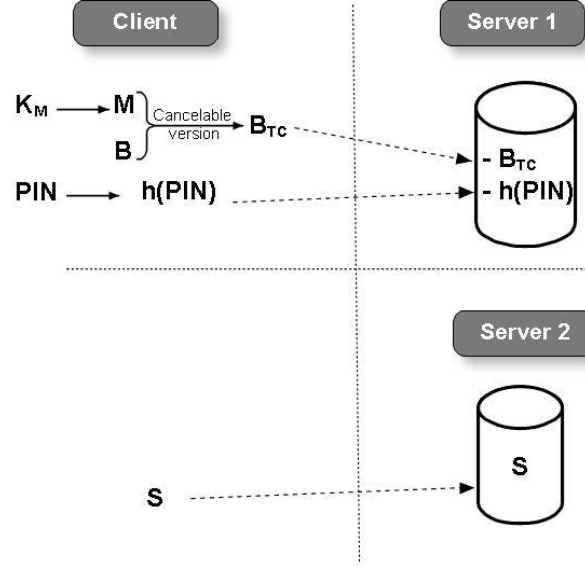 Client
Server 1
K_M M Cancelable version B_TC
B
- B_TC
PIN h(PIN)
- h(PIN)
Server 2
S
S